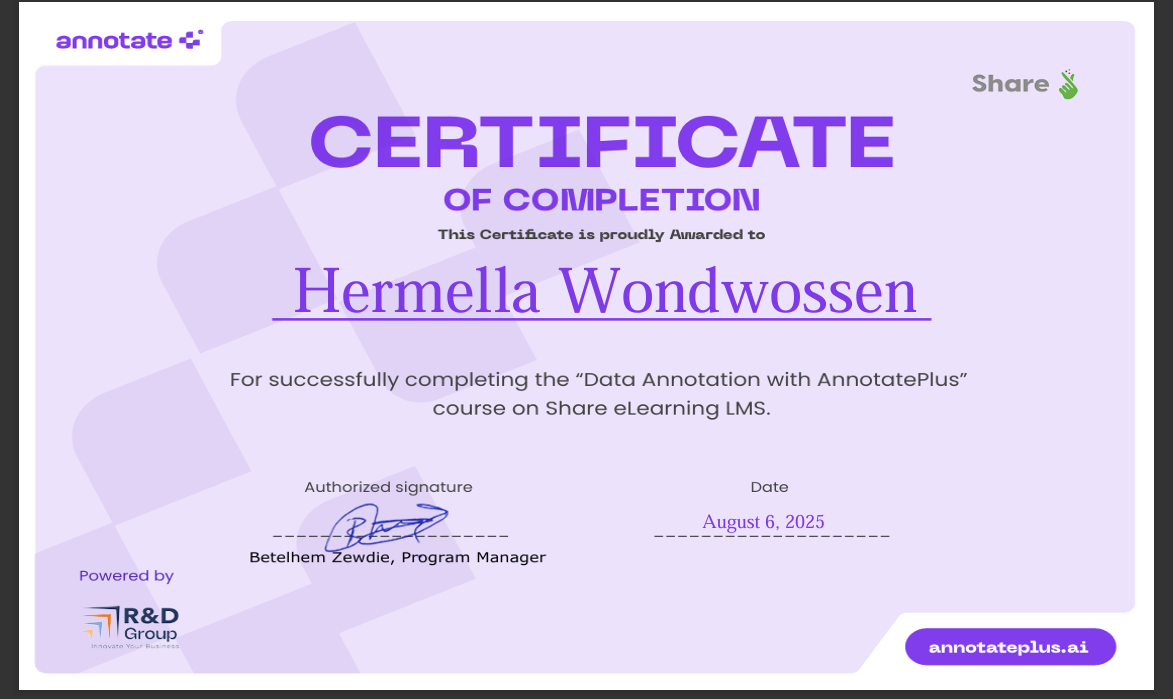 annotate
Share
CERTIFICATE
OF COMPLETION
This Certificate is proudly Awarded to
Hermella Wondwossen
For successfully completing the “Data Annotation with AnnotatePlus”
course on Share eLearning LMS.
Authorized signature
Date
August 6, 2025
Betelhem Zewdie, Program Manager
Powered by
R&D
Group
Innovate Your Business
annotateplus.ai